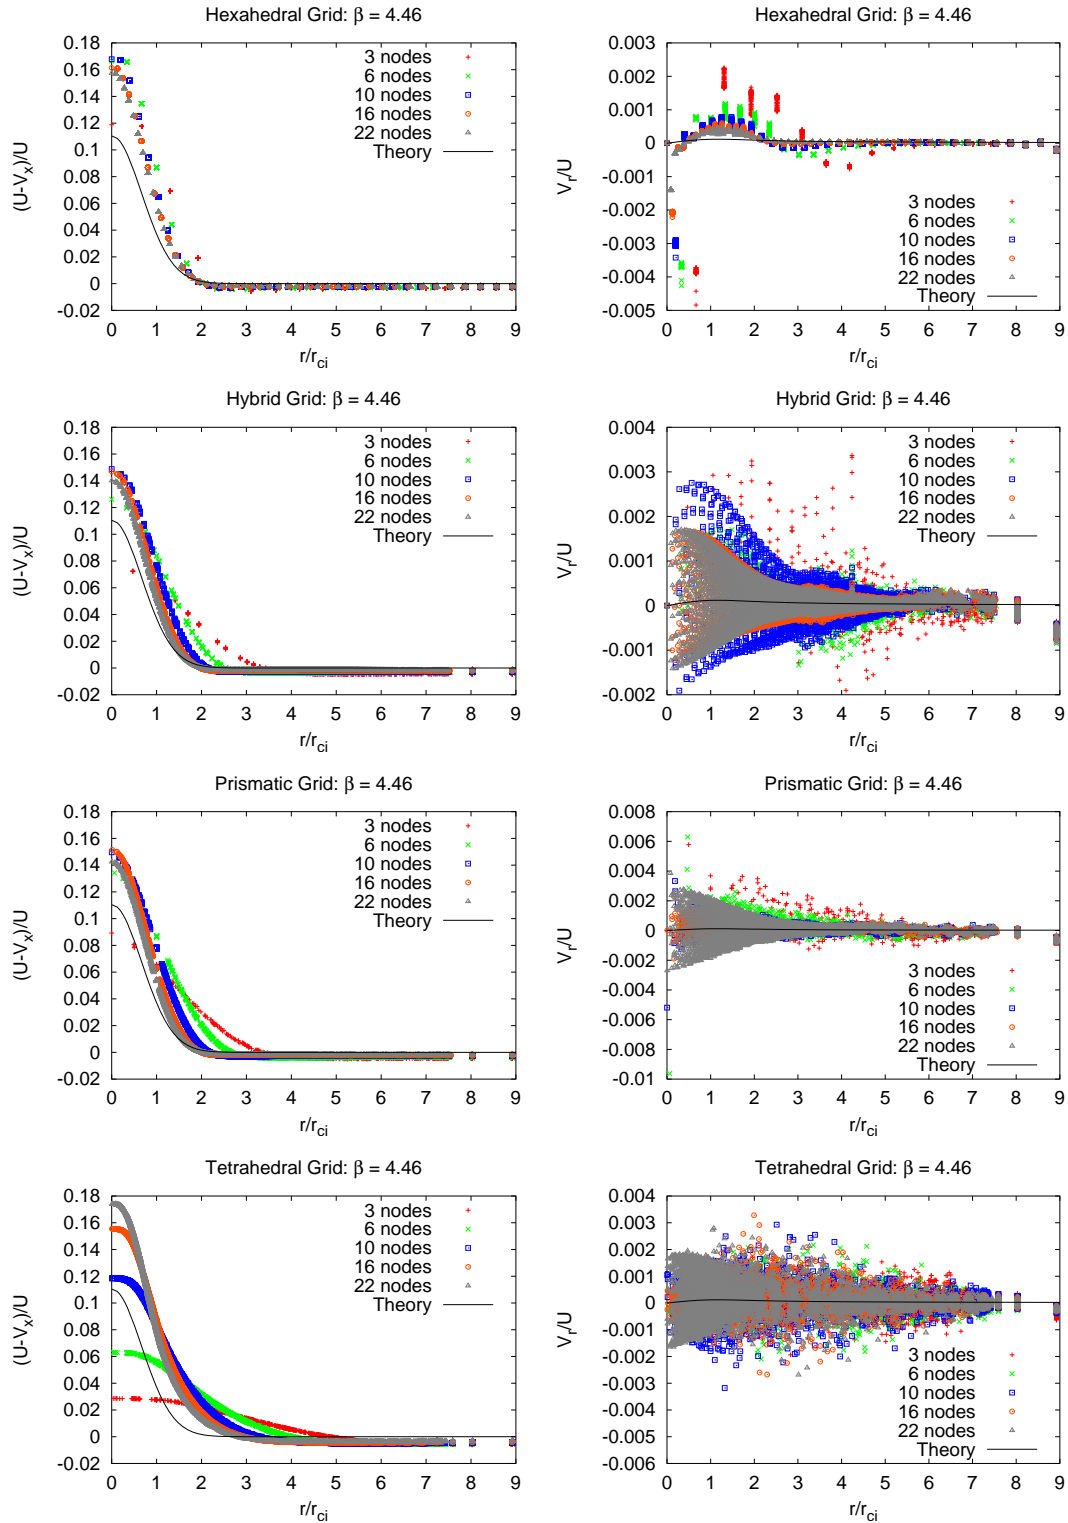 Hexahedral Grid: β = 4.46
(U-Vx)/U
0.18
0.16
0.14
0.12
0.1
0.08
0.06
0.04
0.02
0
-0.02
3 nodes
6 nodes
10 nodes
16 nodes
22 nodes
Theory
0 1 2 3 4 5 6 7 8 9
r/rci
Hexahedral Grid: β = 4.46
Vr/U
0.003
0.002
0.001
0
-0.001
-0.002
-0.003
-0.004
-0.005
3 nodes
6 nodes
10 nodes
16 nodes
22 nodes
Theory
0 1 2 3 4 5 6 7 8 9
r/rci
Hybrid Grid: β = 4.46
(U-Vx)/U
0.18
0.16
0.14
0.12
0.1
0.08
0.06
0.04
0.02
0
-0.02
3 nodes
6 nodes
10 nodes
16 nodes
22 nodes
Theory
0 1 2 3 4 5 6 7 8 9
r/rci
Hybrid Grid: β = 4.46
Vr/U
0.004
0.003
0.002
0.001
0
-0.001
-0.002
3 nodes
6 nodes
10 nodes
16 nodes
22 nodes
Theory
0 1 2 3 4 5 6 7 8 9
r/rci
Prismatic Grid: β = 4.46
(U-Vx)/U
0.18
0.16
0.14
0.12
0.1
0.08
0.06
0.04
0.02
0
-0.02
3 nodes
6 nodes
10 nodes
16 nodes
22 nodes
Theory
0 1 2 3 4 5 6 7 8 9
r/rci
Prismatic Grid: β = 4.46
Vr/U
0.008
0.006
0.004
0.002
0
-0.002
-0.004
-0.006
-0.008
-0.01
3 nodes
6 nodes
10 nodes
16 nodes
22 nodes
Theory
0 1 2 3 4 5 6 7 8 9
r/rci
Tetrahedral Grid: β = 4.46
(U-Vx)/U
0.18
0.16
0.14
0.12
0.1
0.08
0.06
0.04
0.02
0
-0.02
3 nodes
6 nodes
10 nodes
16 nodes
22 nodes
Theory
0 1 2 3 4 5 6 7 8 9
r/rci
Tetrahedral Grid: β = 4.46
Vr/U
0.004
0.003
0.002
0.001
0
-0.001
-0.002
-0.003
-0.004
-0.005
-0.006
3 nodes
6 nodes
10 nodes
16 nodes
22 nodes
Theory
0 1 2 3 4 5 6 7 8 9
r/rci